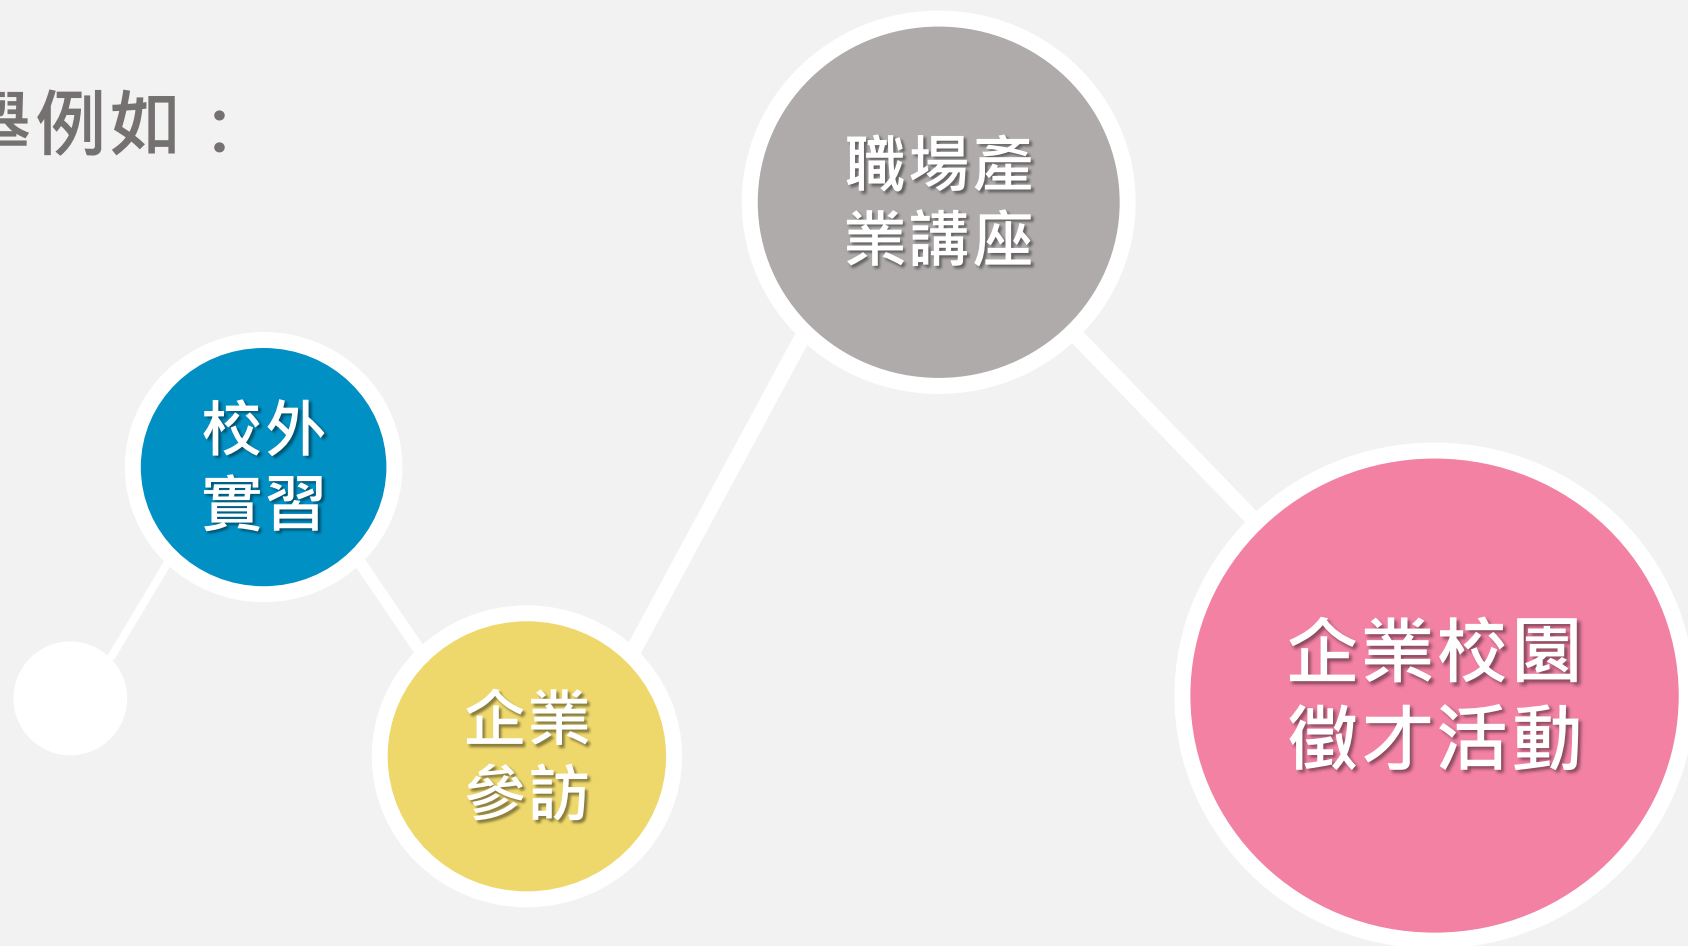 舉例如：
職場產
業講座
校外
實習
企業
參訪
企業校園
徵才活動